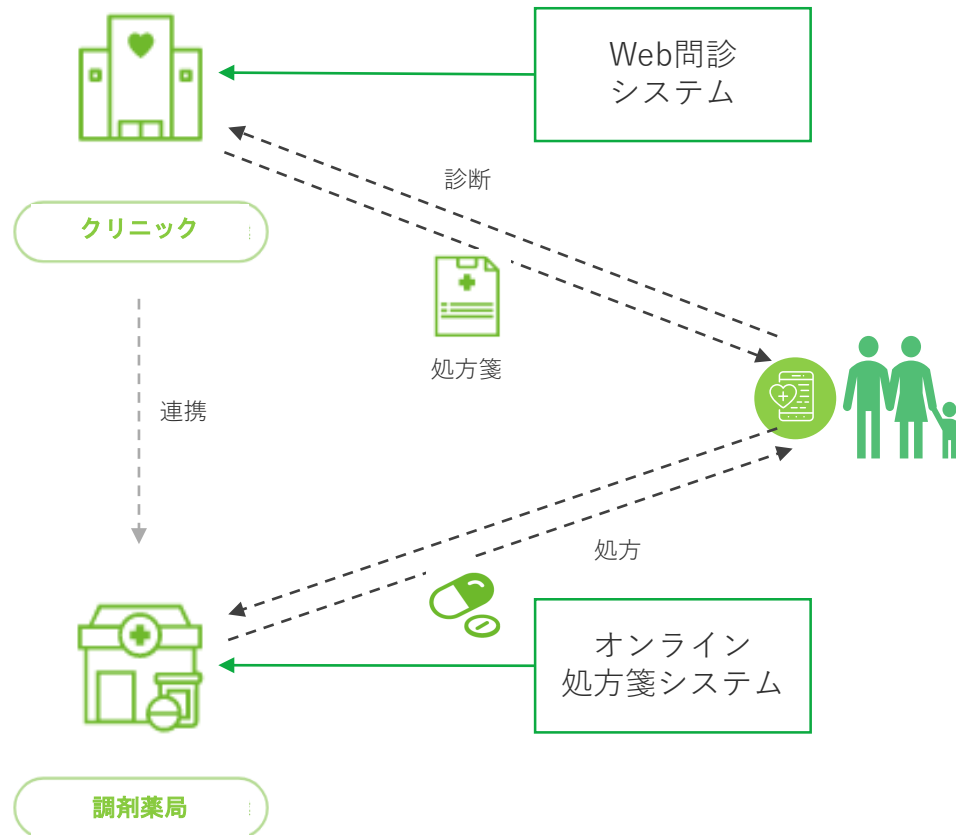 Web問診
システム
診断
クリニック
処方箋
連携
処方
オンライン
処方箋システム
調剤薬局